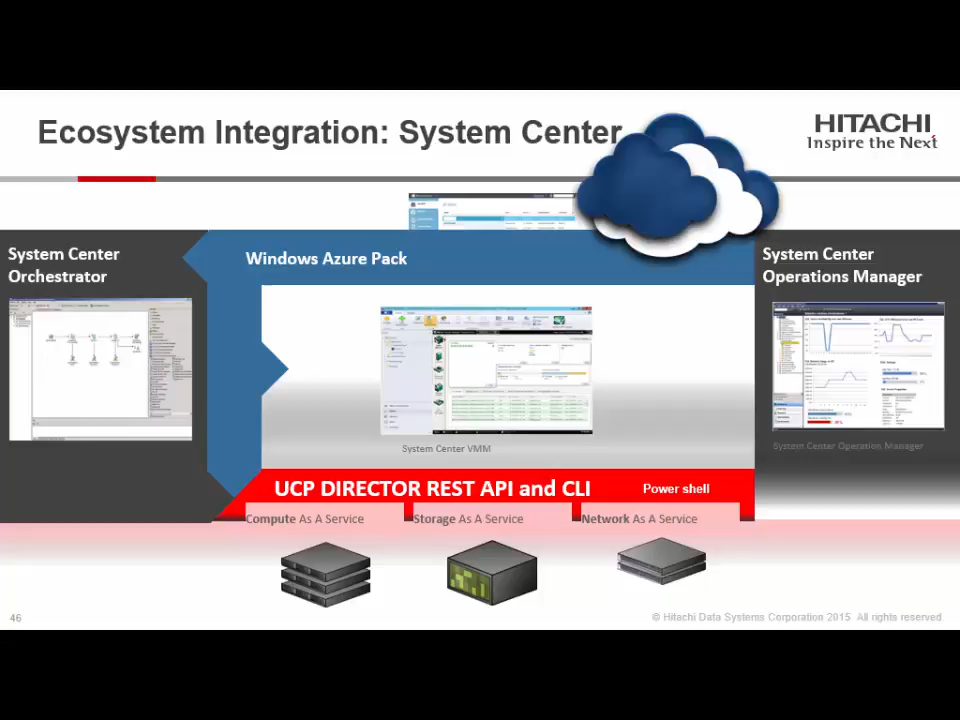 Ecosystem Integration: System Center
HITACHI
Inspire the Next
System Center
Orchestrator
Windows Azure Pack
System Center
Operations Manager
System Center VMM
System Center Operation Manager
UCP DIRECTOR REST API and CLI
Power shell
Compute As A Service
Storage As A Service
Network As A Service
46
© Hitachi Data Systems Corporation 2015 All rights reserved